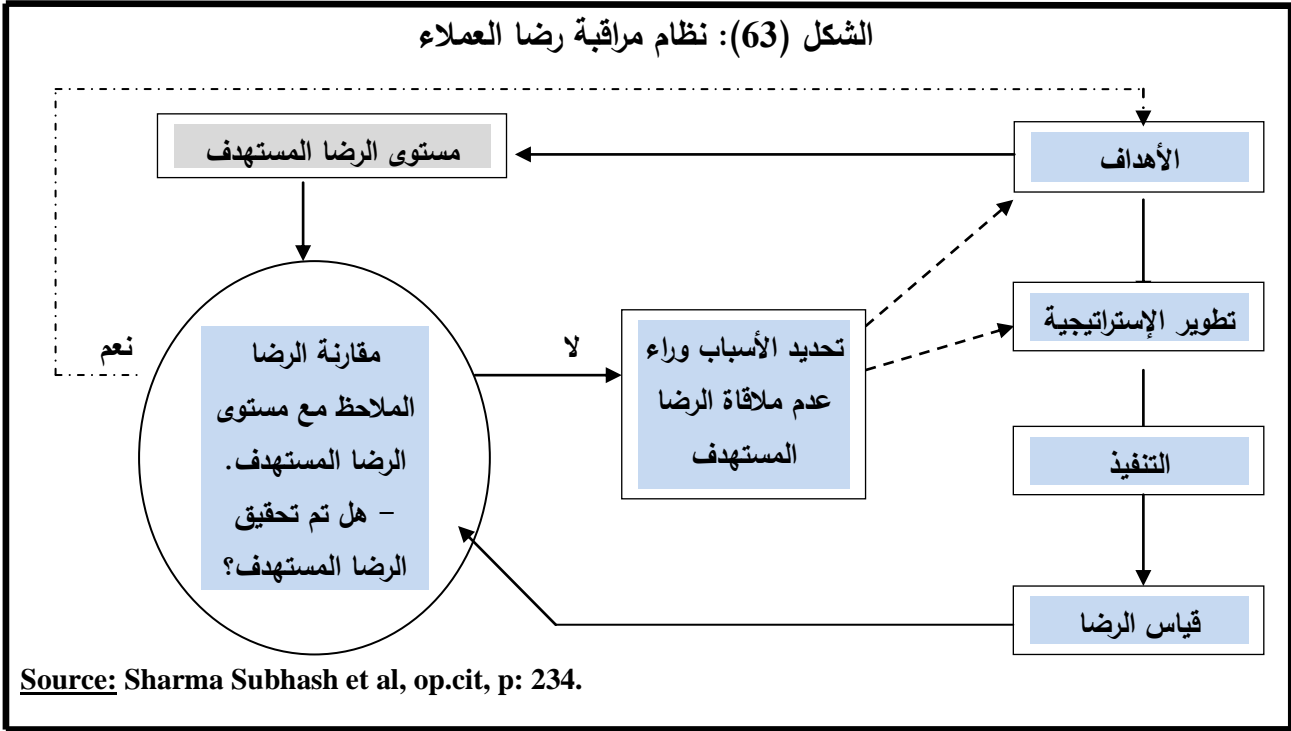 الشكل (63): نظام مراقبة رضا العملاء
الأهداف
مستوى الرضا المستهدف
تطوير الإستراتيجية
التنفيذ
قياس الرضا
مقارنة الرضا
الملاحظ مع مستوى
الرضا المستهدف.
- هل تم تحقيق
الرضا المستهدف؟
لا
تحديد الأسباب وراء
عدم ملاقاة الرضا
المستهدف
نعم
Source: Sharma Subhash et al, op.cit, p: 234.